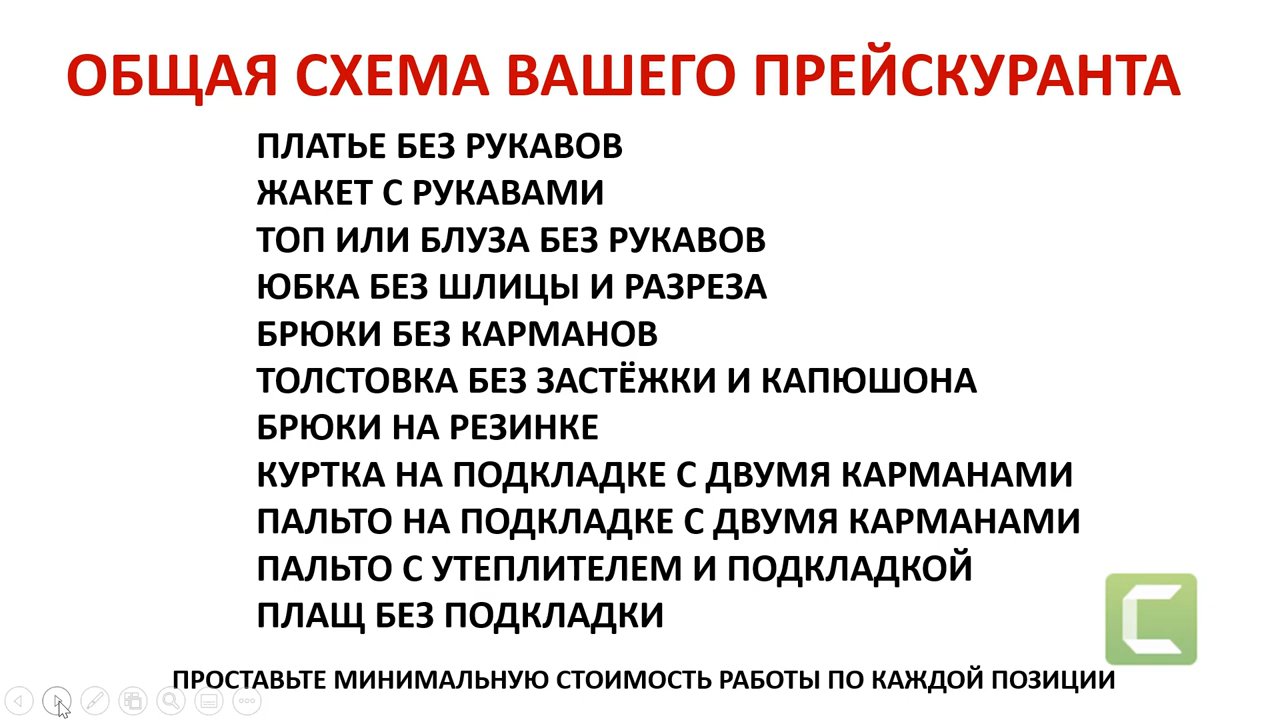 ОБЩАЯ СХЕМА ВАШЕГО ПРЕЙСКУРАНТА
ПЛАТЬЕ БЕЗ РУКАВОВ
ЖАКЕТ С РУКАВАМИ
ТОП ИЛИ БЛУЗА БЕЗ РУКАВОВ
ЮБКА БЕЗ ШЛИЦЫ И РАЗРЕЗА
БРЮКИ БЕЗ КАРМАНОВ
ТОЛСТОВКА БЕЗ ЗАСТЁЖКИ И КАПЮШОНА
БРЮКИ НА РЕЗИНКЕ
КУРТКА НА ПОДКЛАДКЕ С ДВУМЯ КАРМАНАМИ
ПАЛЬТО НА ПОДКЛАДКЕ С ДВУМЯ КАРМАНАМИ
ПАЛЬТО С УТЕПЛИТЕЛЕМ И ПОДКЛАДКОЙ
ПЛАЩ БЕЗ ПОДКЛАДКИ
ПРОСТАВЬТЕ МИНИМАЛЬНУЮ СТОИМОСТЬ РАБОТЫ ПО КАЖДОЙ ПОЗИЦИИ